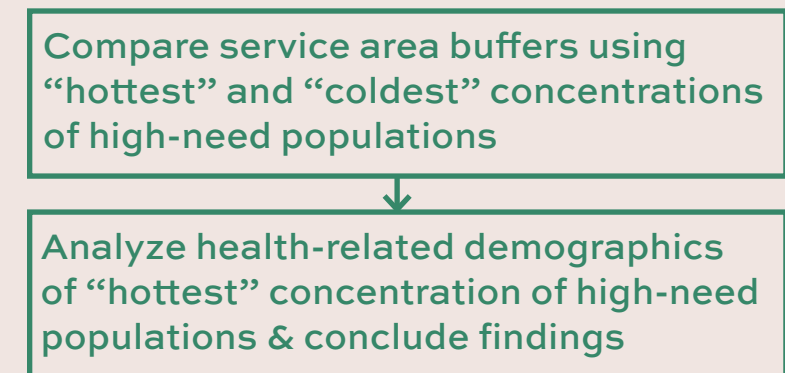 Compare service area buffers using
“hottest” and “coldest” concentrations
of high-need populations
Analyze health-related demographics
of “hottest” concentration of high-need
populations & conclude findings